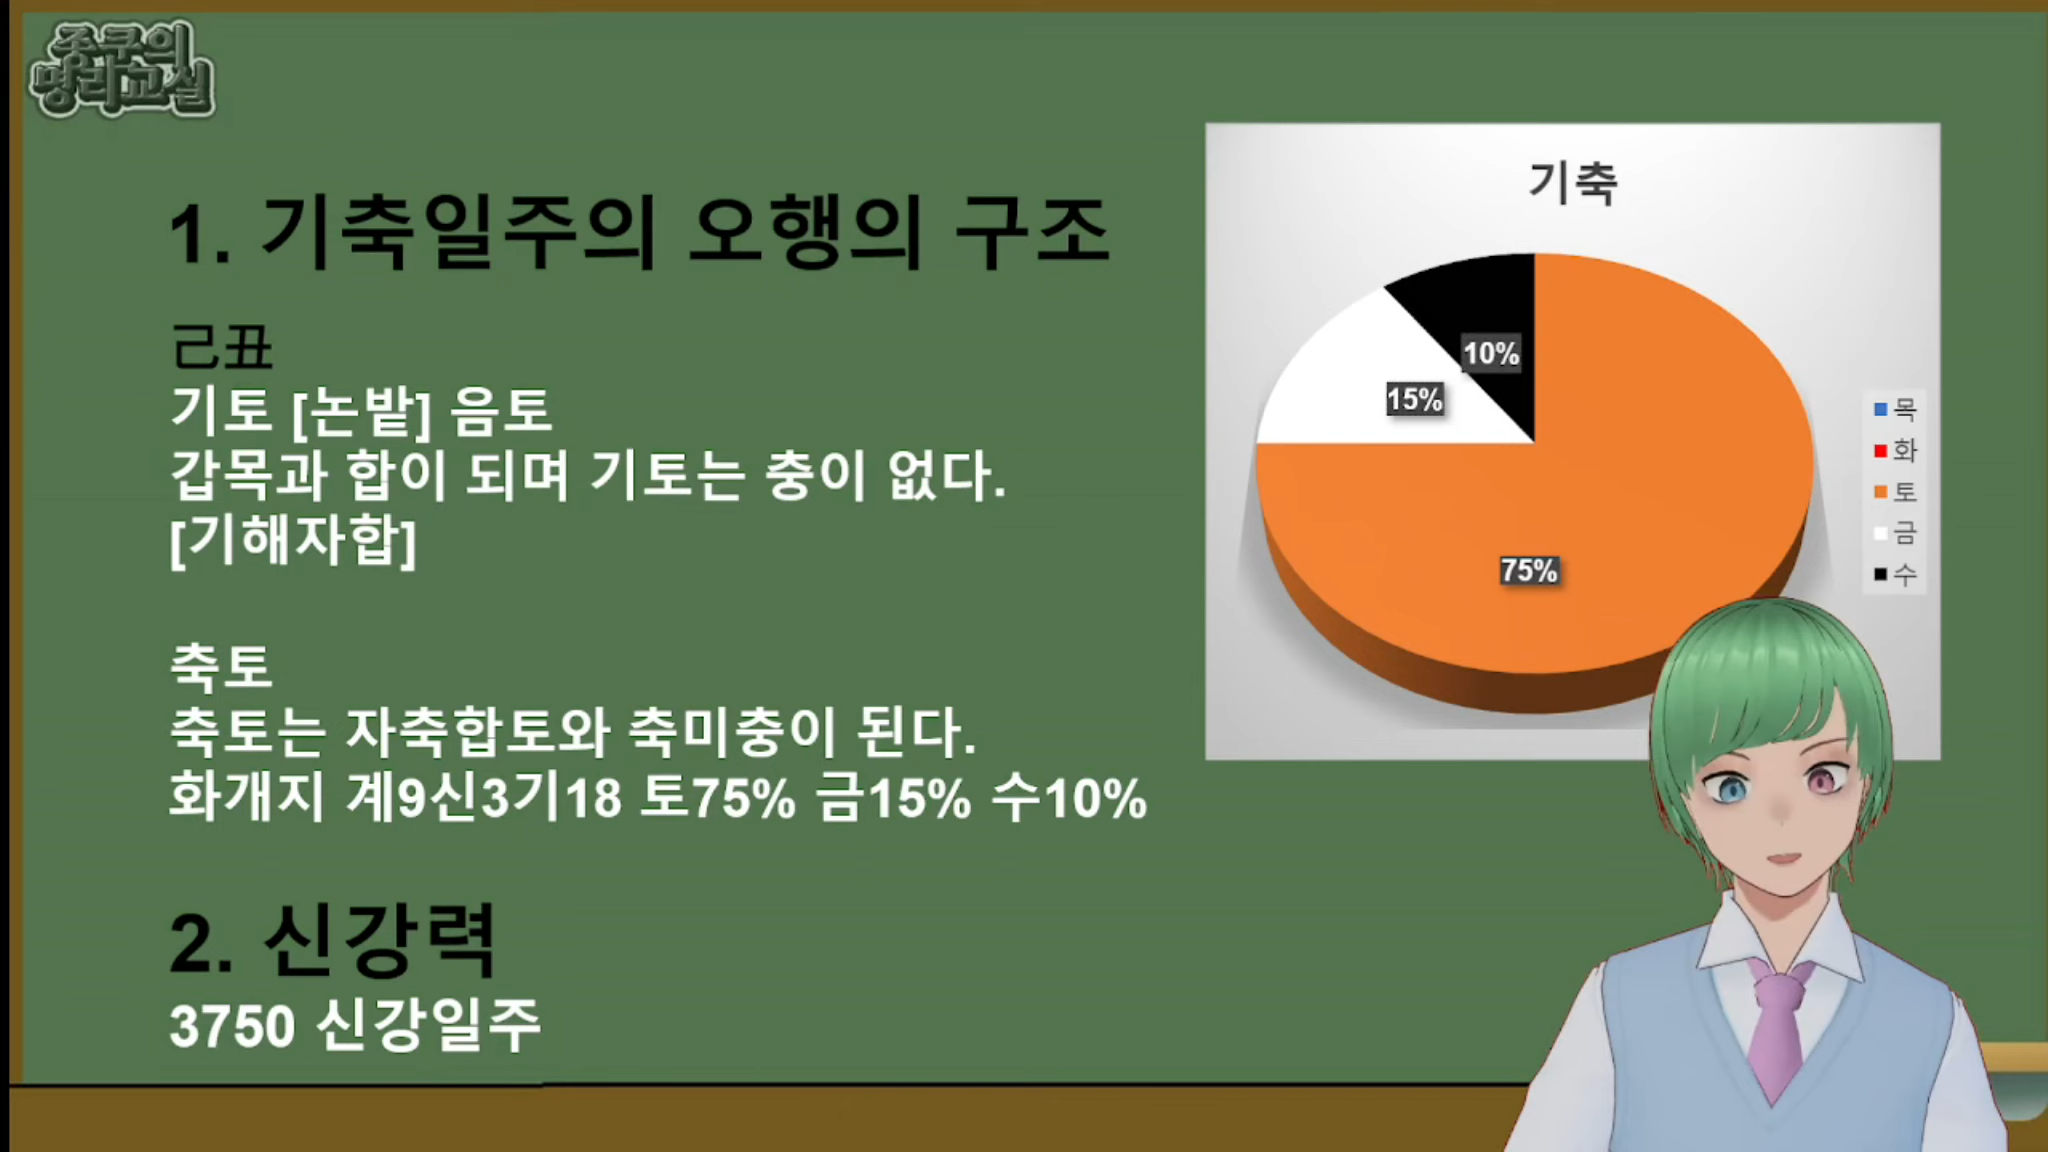 종쿠의
명리교실
1. 기축일주의 오행의 구조
己丑
기토 [논밭] 음토
갑목과 합이 되며 기토는 충이 없다.
[기해자합]
축토
축토는 자축합토와 축미충이 된다.
화개지 계9신3기18 토75% 금15% 수10%
2. 신강력
3750 신강일주
기축
10%
15%
75%
목
화
토
금
수